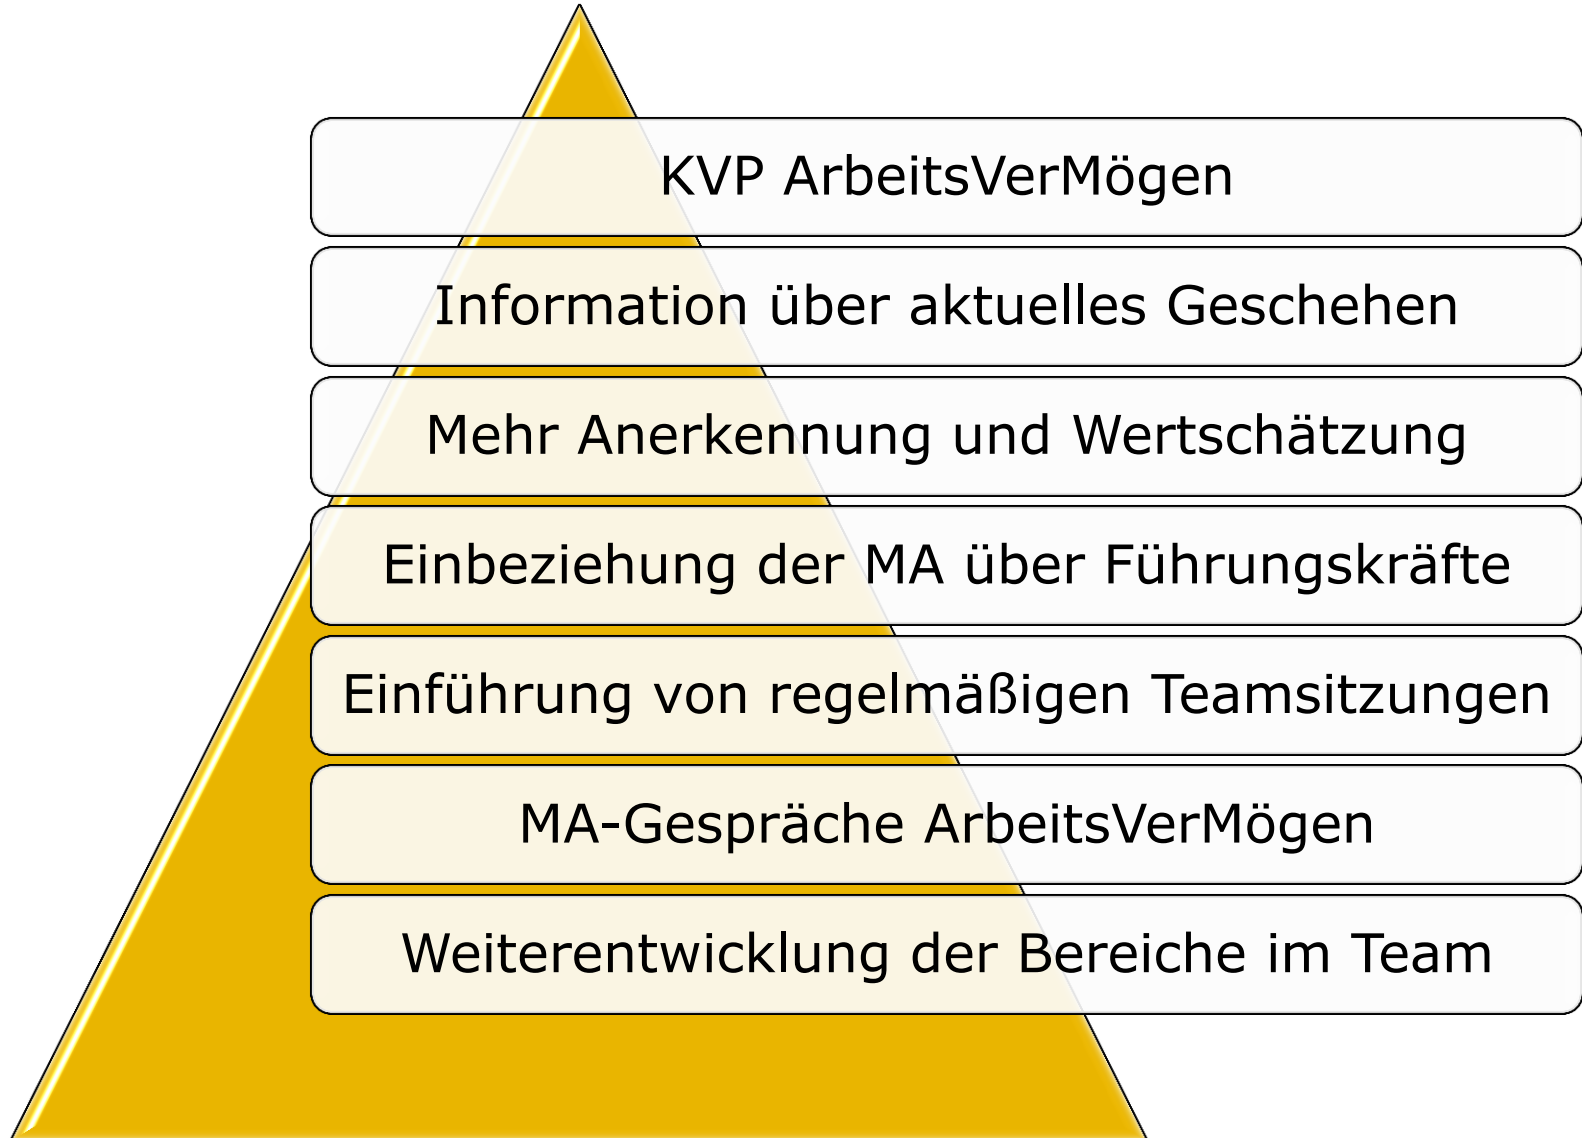 KVP ArbeitsVerMögen
Information über aktuelles Geschehen
Mehr Anerkennung und Wertschätzung
Einbeziehung der MA über Führungskräfte
Einführung von regelmäßigen Teamsitzungen
MA-Gespräche ArbeitsVerMögen
Weiterentwicklung der Bereiche im Team